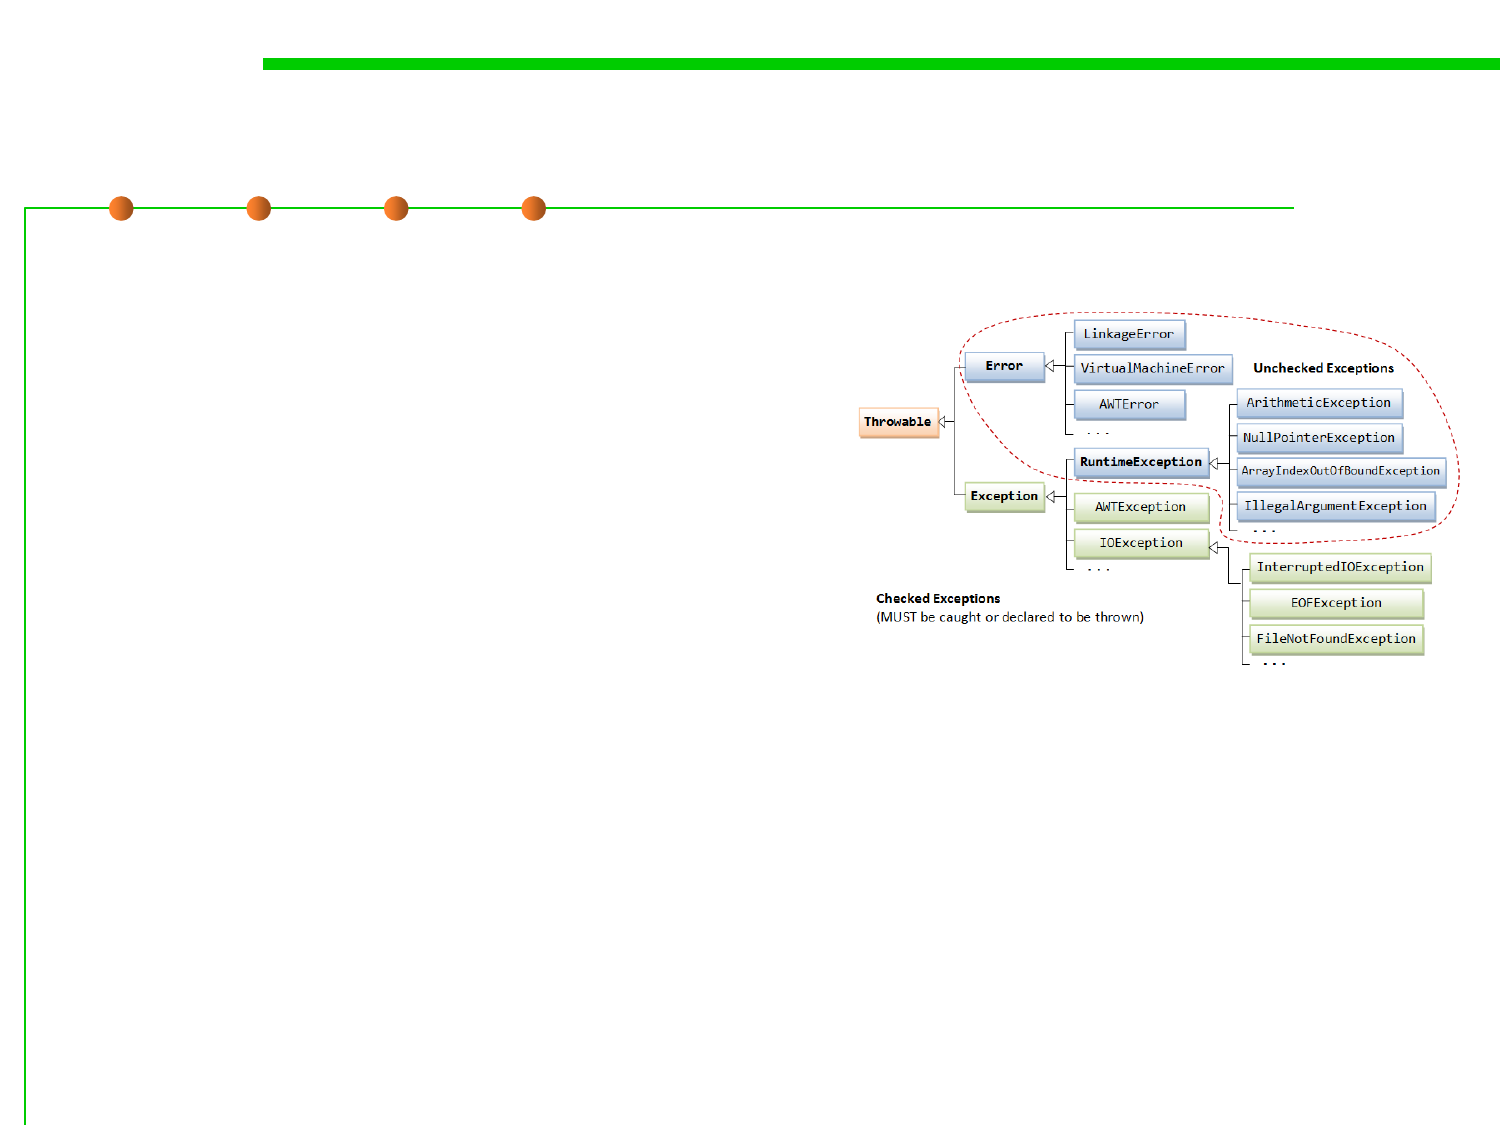 LinkageError
Error
VirtualMachineError
Unchecked Exceptions
AWTError
ArithmeticException
Throwable
...
NullPointerException
RuntimeException
ArrayIndexOutOfBoundException
Exception
AWTException
IllegalArgumentException
...
IOException
...
InterruptedIOException
Checked Exceptions
EOFException
(MUST be caught or declared to be thrown)
FileNotFoundException
...